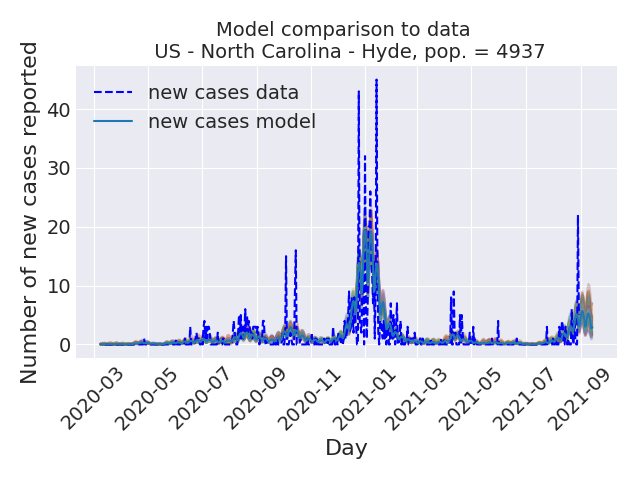 Model comparison to data
US - North Carolina - Hyde, pop. = 4937
Number of new cases reported
40
30
20
10
0
new cases data
new cases model
2020-03
2020-05
2020-07
2020-09
2020-11
2021-01
2021-03
2021-05
2021-07
2021-09
Day